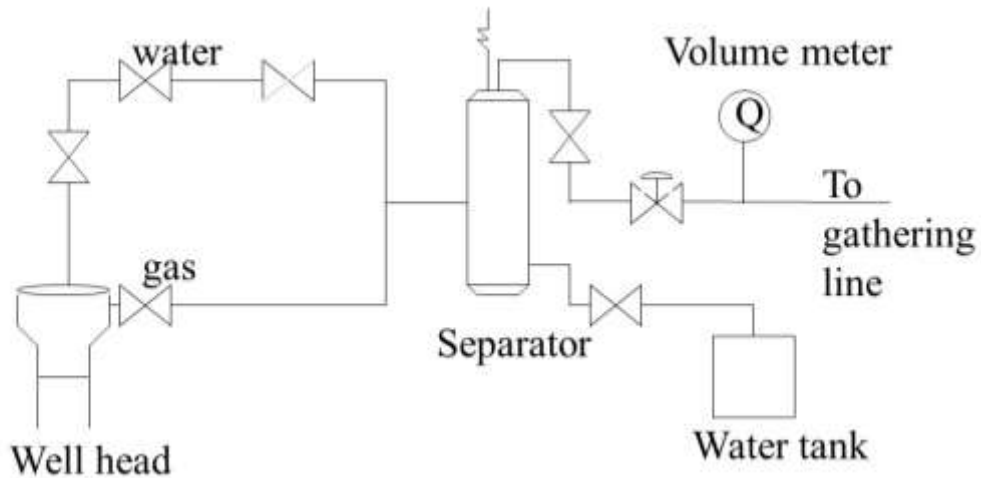 water
Volume meter
Q
To
gathering
line
gas
Separator
Water tank
Well head